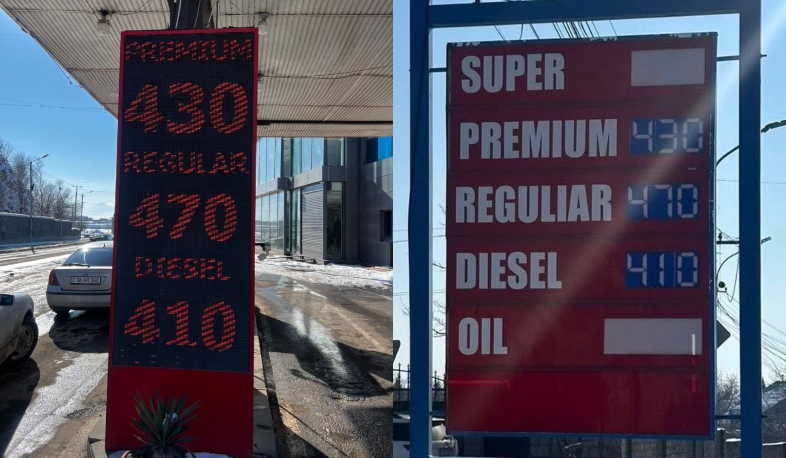 PREMIUM
430
REGULAR
470
DIESEL
410
SUPER
PREMIUM 430
REGULIAR 470
DIESEL 410
OIL